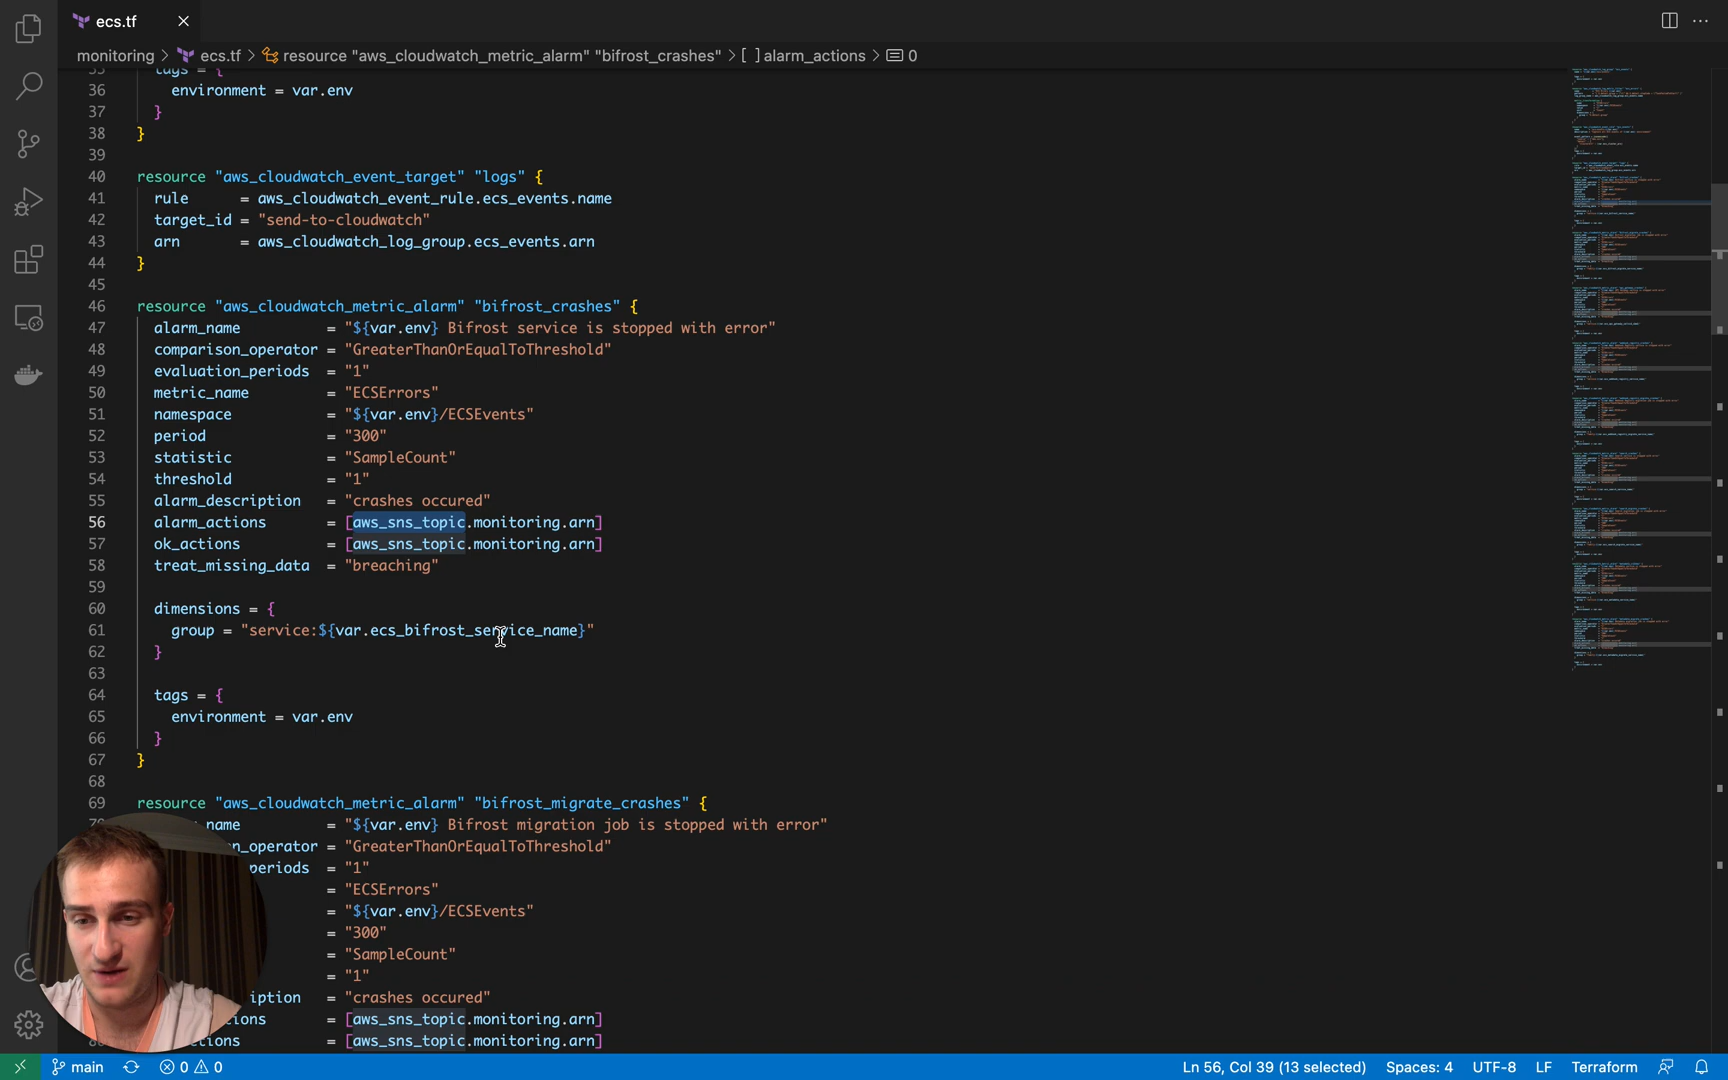 ecs.tf
monitoring > ecs.tf > resource "aws_cloudwatch_metric_alarm" "bifrost_crashes" > [ ] alarm_actions > 0
35 tags = {
36 environment = var.env
37 }
38 }
39
40 resource "aws_cloudwatch_event_target" "logs" {
41 rule = aws_cloudwatch_event_rule.ecs_events.name
42 target_id = "send-to-cloudwatch"
43 arn = aws_cloudwatch_log_group.ecs_events.arn
44 }
45
46 resource "aws_cloudwatch_metric_alarm" "bifrost_crashes" {
47 alarm_name = "${var.env} Bifrost service is stopped with error"
48 comparison_operator = "GreaterThanOrEqualToThreshold"
49 evaluation_periods = "1"
50 metric_name = "ECSErrors"
51 namespace = "${var.env}/ECSEvents"
52 period = "300"
53 statistic = "SampleCount"
54 threshold = "1"
55 alarm_description = "crashes occured"
56 alarm_actions = [aws_sns_topic.monitoring.arn]
57 ok_actions = [aws_sns_topic.monitoring.arn]
58 treat_missing_data = "breaching"
59
60 dimensions = {
61 group = "service:${var.ecs_bifrost_service_name}"
62 }
63
64 tags = {
65 environment = var.env
66 }
67 }
68
69 resource "aws_cloudwatch_metric_alarm" "bifrost_migrate_crashes" {
_name = "${var.env} Bifrost migration job is stopped with error"
n_operator = "GreaterThanOrEqualToThreshold"
periods = "1"
= "ECSErrors"
= "${var.env}/ECSEvents"
= "300"
= "SampleCount"
= "1"
iption = "crashes occured"
ions = [aws_sns_topic.monitoring.arn]
ctions = [aws_sns_topic.monitoring.arn]
main 0 0 Ln 56, Col 39 (13 selected) Spaces: 4 UTF-8 LF Terraform